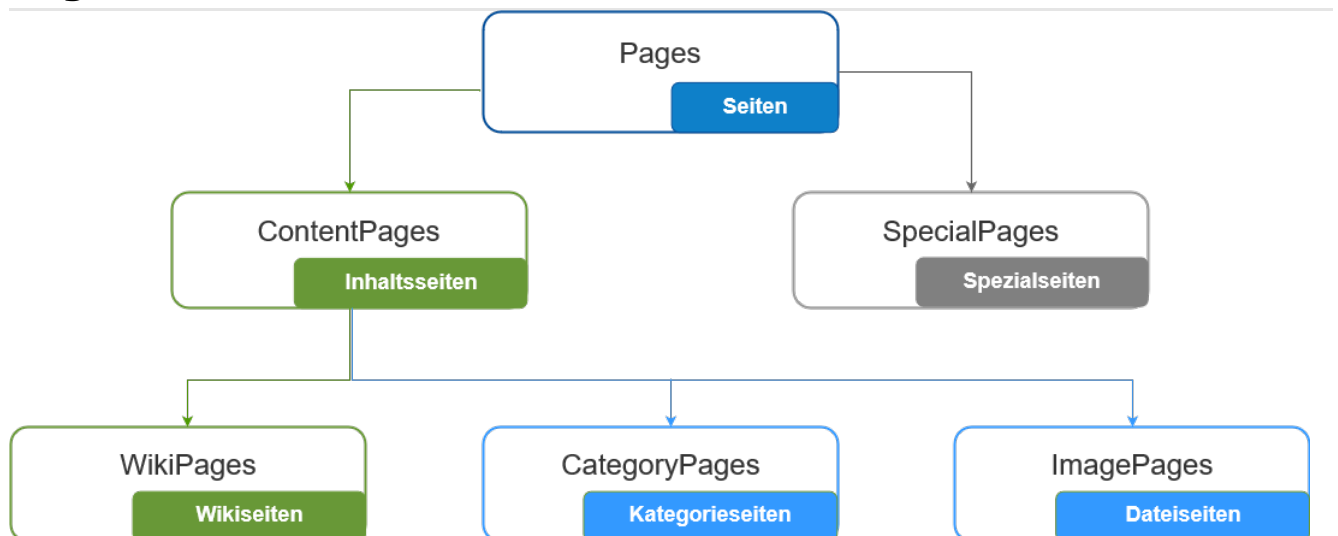 Pages
Seiten
ContentPages
Inhaltsseiten
SpecialPages
Spezialseiten
WikiPages
Wikiseiten
CategoryPages
Kategorieseiten
ImagePages
Dateiseiten